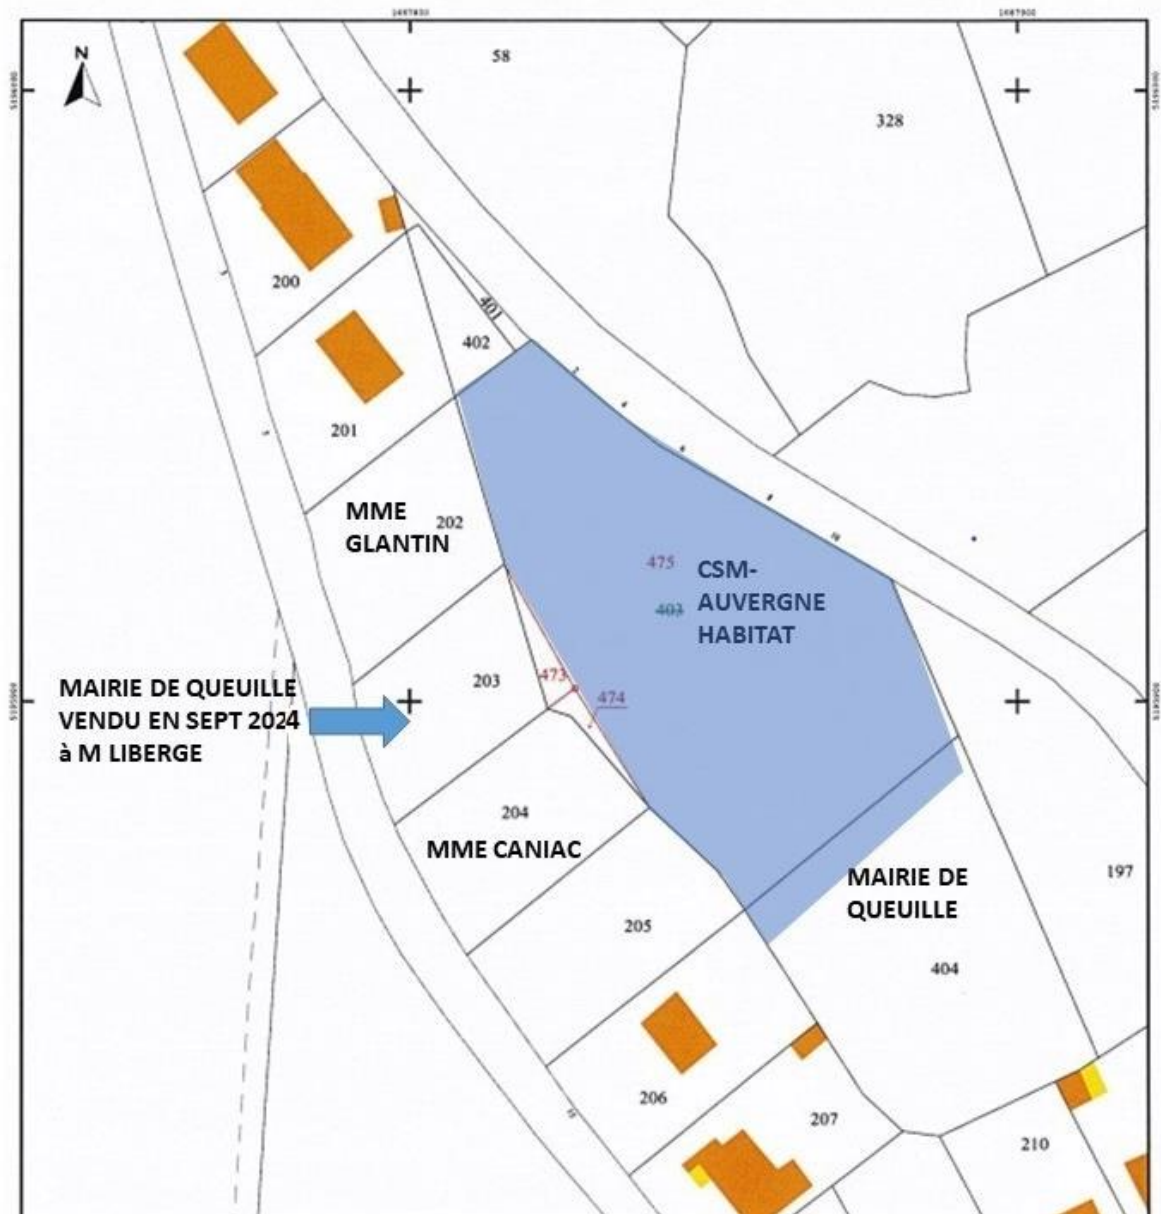 N
58
328
200
401
402
201
MME
GLANTIN
202
475
403
CSM-
AUVERGNE
HABITAT
473
474
203
MAIRIE DE QUEUILLE
VENDU EN SEPT 2024
à M LIBERGE
204
MME CANIAC
MAIRIE DE
QUEUILLE
197
205
404
206
207
210